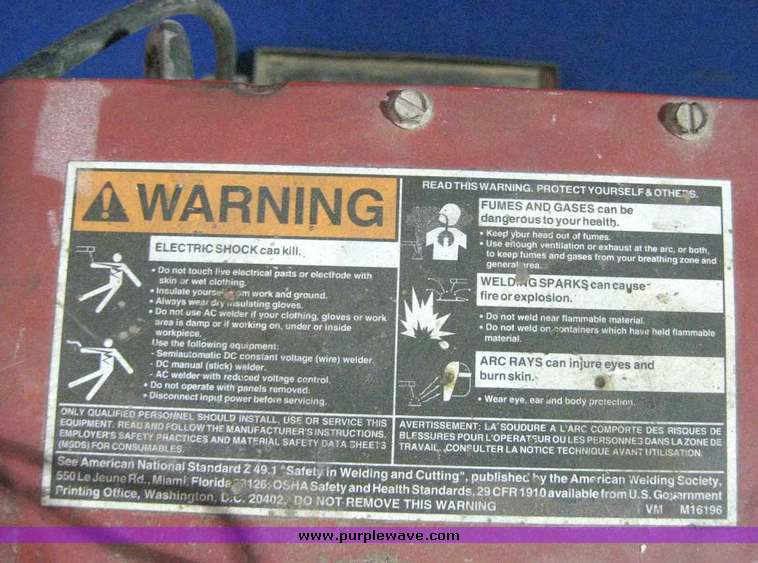 WARNING
ELECTRIC SHOCK can kill.
• Do not touch live electrical parts or electrode with
skin or wet clothing.
• Insulate yourself from work and ground.
• Always wear dry insulating gloves.
• Do not use AC welder if your clothing, gloves or work
area is damp or if working on, under or inside
workpiece.
Use the following equipment:
- Semiautomatic DC constant voltage (wire) welder.
- DC manual (stick) welder.
- AC welder with reduced voltage control.
• Do not operate with panels removed.
• Disconnect input power before servicing.
READ THIS WARNING. PROTECT YOURSELF & OTHERS.
FUMES AND GASES can be
dangerous to your health.
• Keep your head out of fumes.
• Use enough ventilation or exhaust at the arc, or both,
to keep fumes and gases from your breathing zone and
general area.
WELDING SPARKS can cause
fire or explosion.
• Do not weld near flammable material.
• Do not weld on containers which have held flammable
material.
ARC RAYS can injure eyes and
burn skin.
• Wear eye, ear and body protection.
ONLY QUALIFIED PERSONNEL SHOULD INSTALL, USE OR SERVICE THIS
EQUIPMENT. READ AND FOLLOW THE MANUFACTURER'S INSTRUCTIONS,
EMPLOYER'S SAFETY PRACTICES AND MATERIAL SAFETY DATA SHEETS
(MSDS) FOR CONSUMABLES.
AVERTISSEMENT: LA SOUDURE A L'ARC COMPORTE DES RISQUES DE
BLESSURES POUR L'OPERATEUR OU LES PERSONNES DANS LA ZONE DE
TRAVAIL. CONSULTER LA NOTICE TECHNIQUE AVANT UTILISATION.
See American National Standard Z 49.1 "Safety in Welding and Cutting", published by the American Welding Society,
550 Le Jeune Rd., Miami, Florida 33126; OSHA Safety and Health Standards, 29 CFR 1910 available from U.S. Government
Printing Office, Washington, D.C. 20402. DO NOT REMOVE THIS WARNING
VM M16196
www.purplewave.com